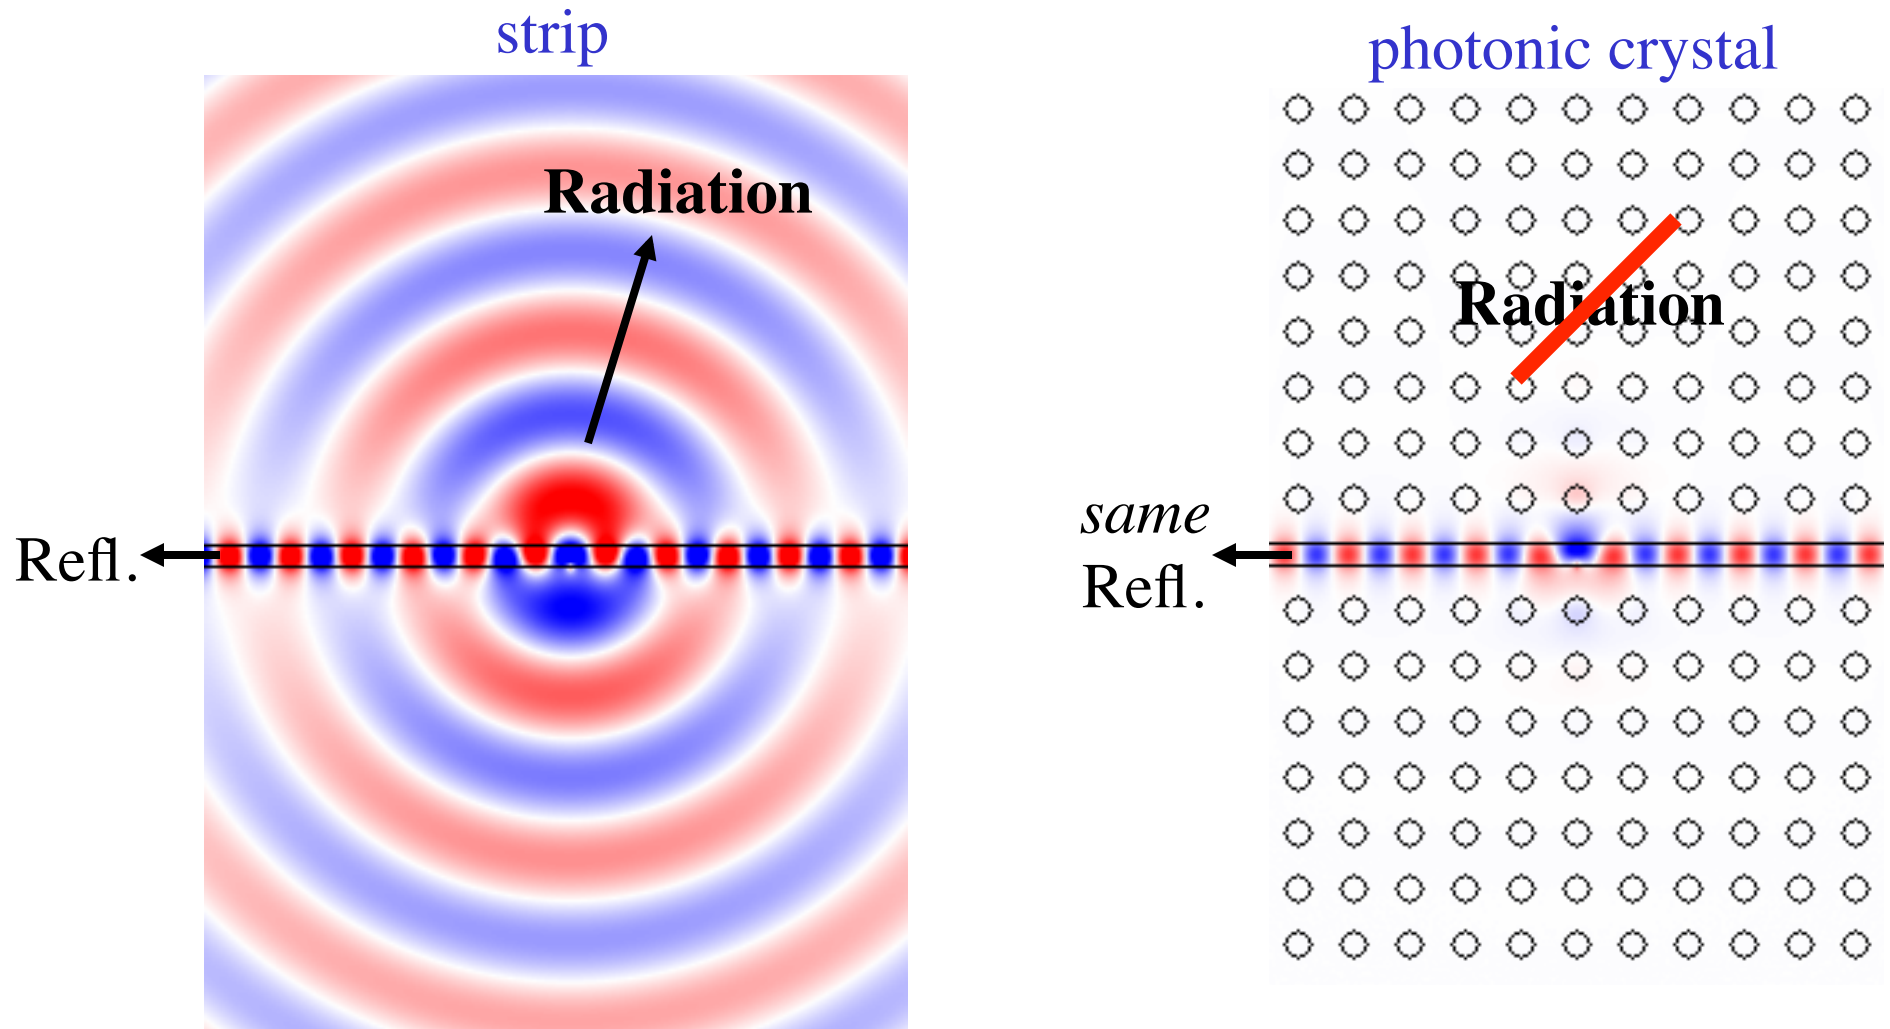 strip
Radiation
Refl.
photonic crystal
Radiation
same
Refl.